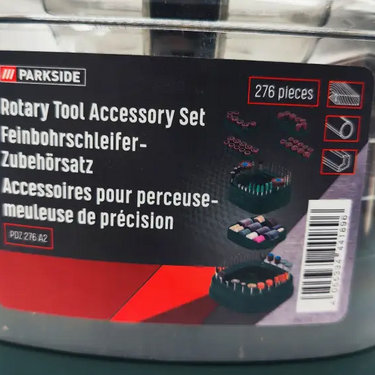 PARKSIDE
276 pieces
Rotary Tool Accessory Set
Feinbohrschleifer-
Zubehörsatz
Accessoires pour perceuse-
meuleuse de précision
PDZ 276 A2